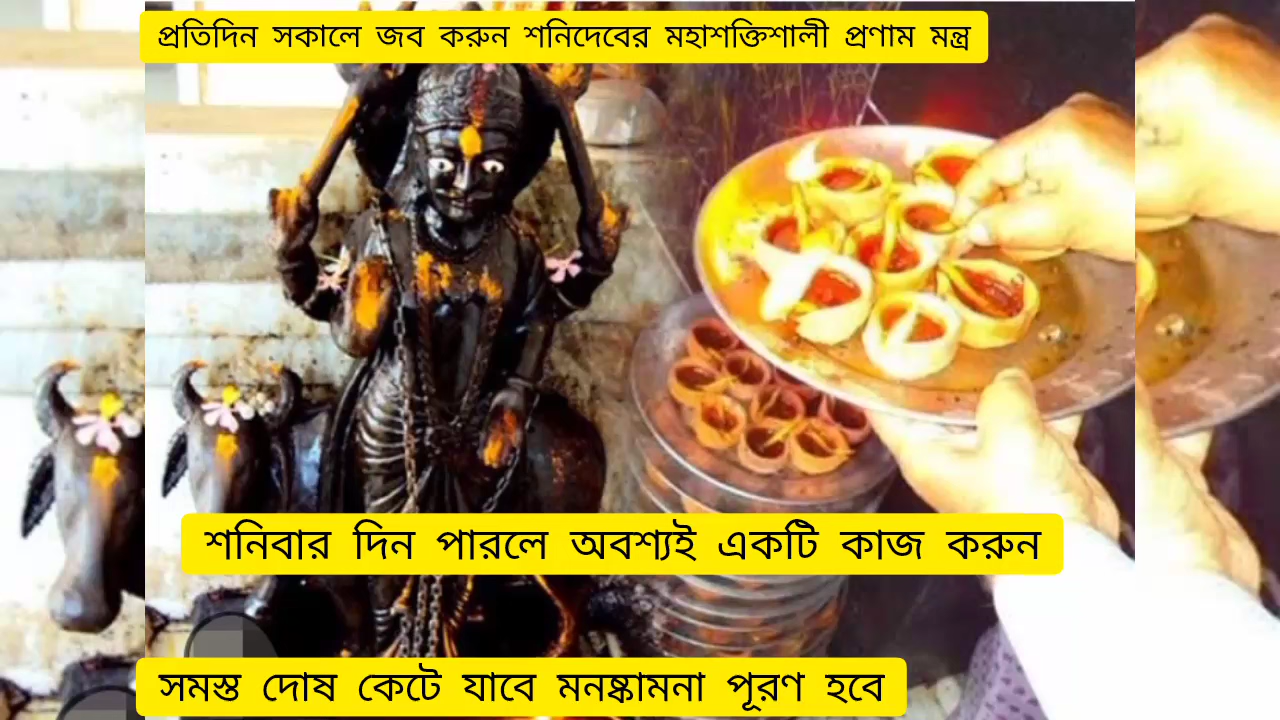 প্রতিদিন সকালে জব করুন শনিদেবের মহাশক্তিশালী প্রণাম মন্ত্র
শনিবার দিন পারলে অবশ্যই একটি কাজ করুন
সমস্ত দোষ কেটে যাবে মনষ্কামনা পূরণ হবে